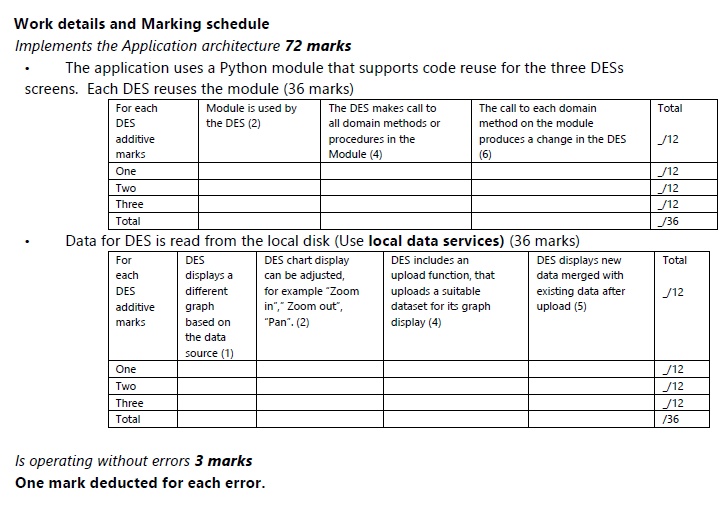 Work details and Marking schedule
Implements the Application architecture 72 marks
• The application uses a Python module that supports code reuse for the three DESs
screens. Each DES reuses the module (36 marks)
For each
DES
additive
marks
Module is used by
the DES (2)
The DES makes call to
all domain methods or
procedures in the
Module (4)
The call to each domain
method on the module
produces a change in the DES
(6)
Total
_/12
One
_/12
Two
_/12
Three
_/12
Total
_/36
• Data for DES is read from the local disk (Use local data services) (36 marks)
For
each
DES
additive
marks
DES
displays a
different
graph
based on
the data
source (1)
DES chart display
can be adjusted,
for example "Zoom
in"," Zoom out",
"Pan". (2)
DES includes an
upload function, that
uploads a suitable
dataset for its graph
display (4)
DES displays new
data merged with
existing data after
upload (5)
Total
_/12
One
_/12
Two
_/12
Three
_/12
Total
/36
Is operating without errors 3 marks
One mark deducted for each error.